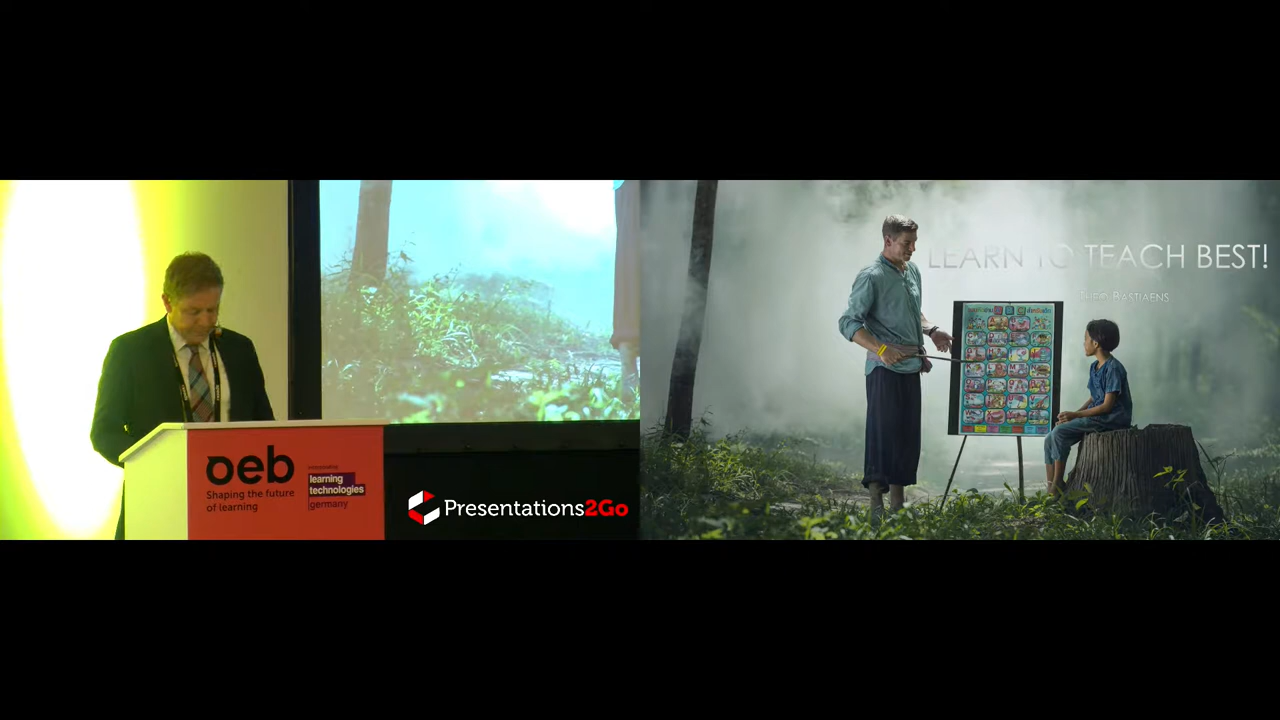 oeb
Shaping the future
of learning
learning
technologies
germany
Presentations2Go
LEARN TO TEACH BEST!
THEO BASTIAENS